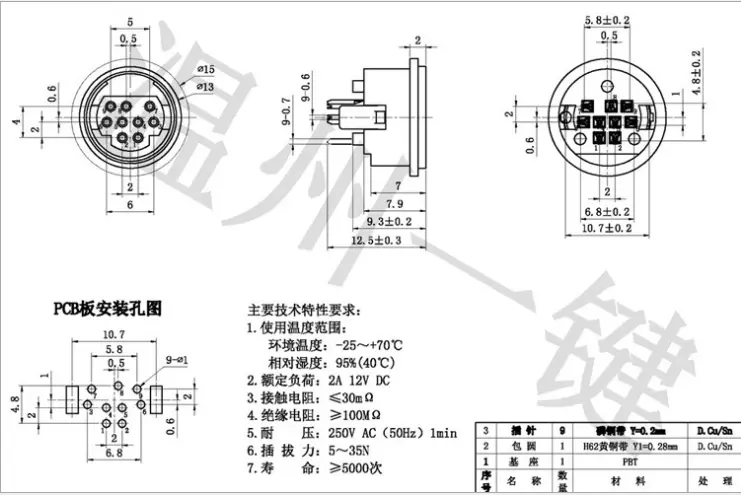 5
0.5
ø15
ø13
0.6
4
2
2
6
2
9-0.6
9-0.7
7
7.9
9.3±0.2
12.5±0.3
5.8±0.2
0.5
1
4.8±0.2
2
0.6
2
6.8±0.2
10.7±0.2
温州一键
PCB板安装孔图
10.7
5.8
0.5
9-ø1
1
4.8
2
2
0.6
2
6.8
主要技术特性要求:
1.使用温度范围:
环境温度: -25~+70℃
相对湿度: 95%(40℃)
2.额定负荷: 2A 12V DC
3.接触电阻: ≤30mΩ
4.绝缘电阻: ≥100MΩ
5.耐 压: 250V AC (50Hz) 1min
6.插 拔 力: 5~35N
7.寿 命: ≥5000次
3 插 针 9 磷铜带 Y=0.2mm D.Cu/Sn
2 包 圆 1 H62黄铜带 Y1=0.28mm D.Cu/Sn
1 基 座 1 PBT
序号 名 称 数量 材 料 处 理